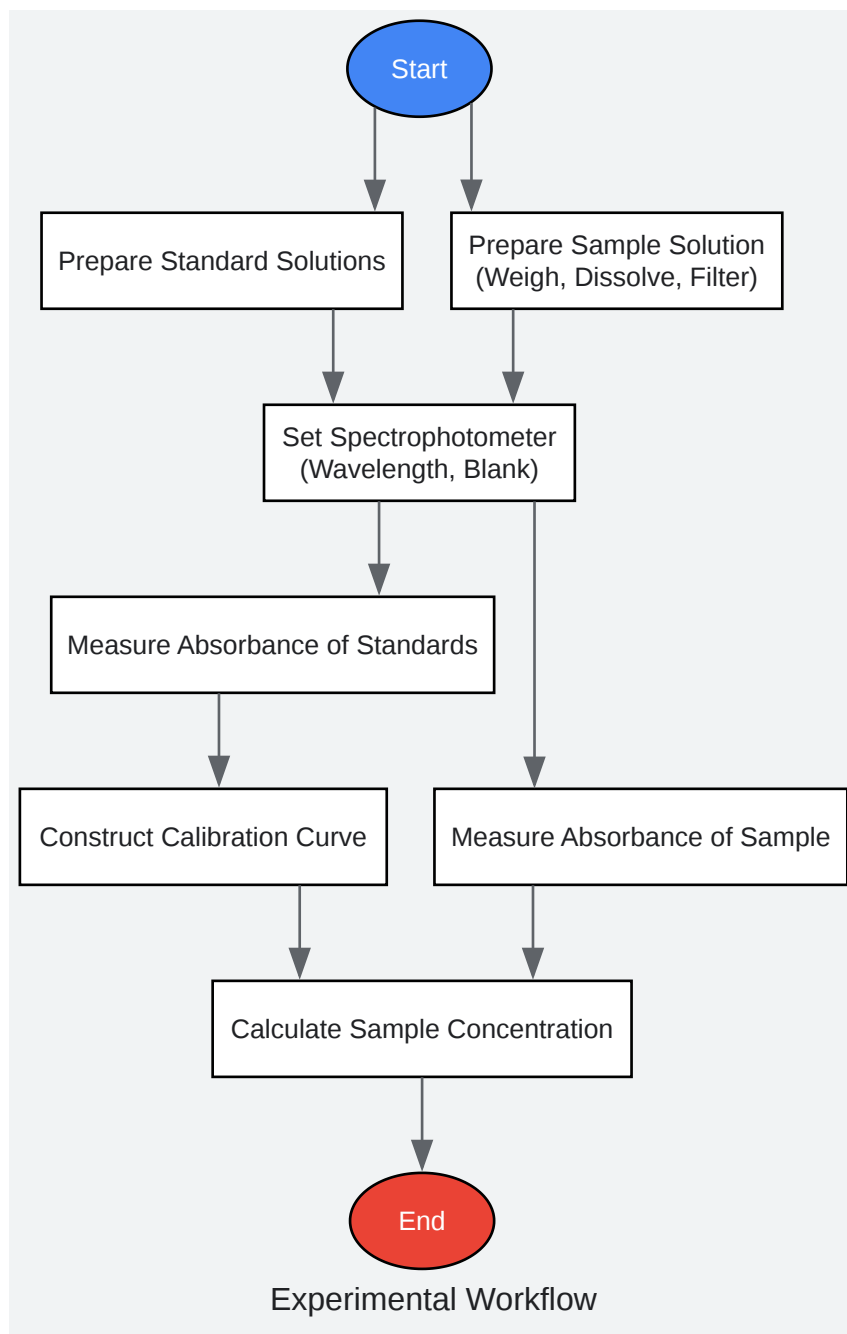 Start
Prepare Standard Solutions
Prepare Sample Solution
(Weigh, Dissolve, Filter)
Set Spectrophotometer
(Wavelength, Blank)
Measure Absorbance of Standards
Construct Calibration Curve
Measure Absorbance of Sample
Calculate Sample Concentration
End
Experimental Workflow